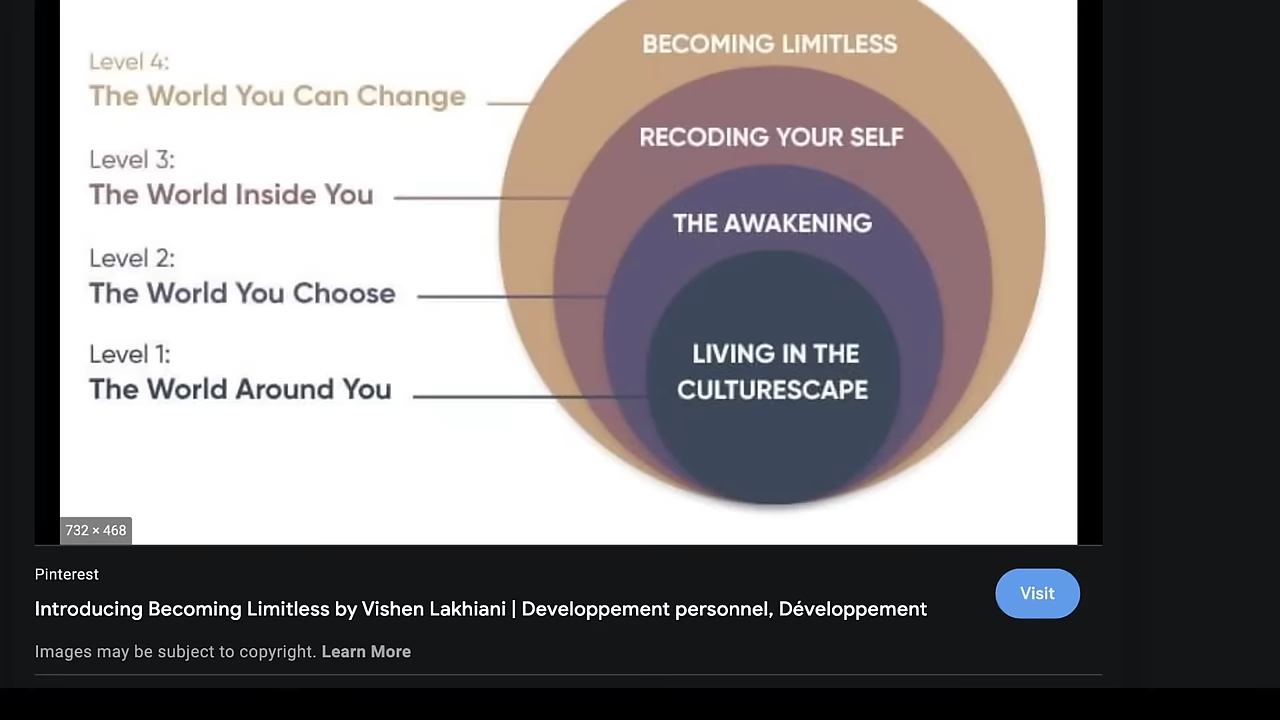 BECOMING LIMITLESS
Level 4:
The World You Can Change
RECODING YOUR SELF
Level 3:
The World Inside You
THE AWAKENING
Level 2:
The World You Choose
LIVING IN THE
CULTURESCAPE
Level 1:
The World Around You
732 × 468
Pinterest
Introducing Becoming Limitless by Vishen Lakhiani | Developpement personnel, Développement
Visit
Images may be subject to copyright. Learn More